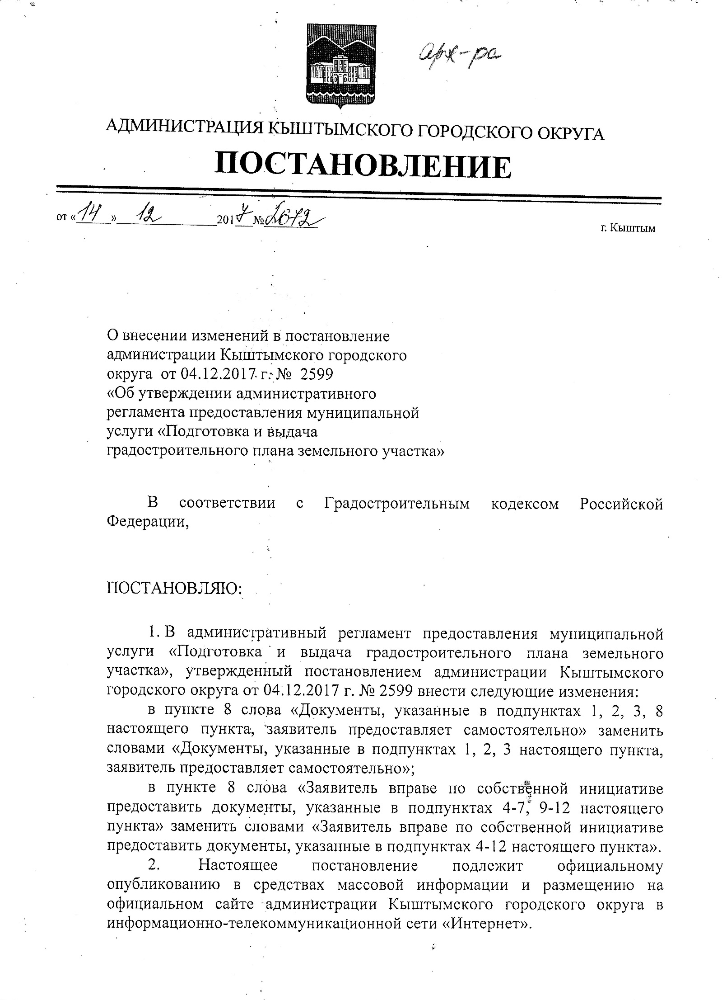 Арх-ра
АДМИНИСТРАЦИЯ КЫШТЫМСКОГО ГОРОДСКОГО ОКРУГА
ПОСТАНОВЛЕНИЕ
от «14» 12 2017 № 2672
г. Кыштым
О внесении изменений в постановление
администрации Кыштымского городского
округа от 04.12.2017 г. № 2599
«Об утверждении административного
регламента предоставления муниципальной
услуги «Подготовка и выдача
градостроительного плана земельного участка»
В соответствии с Градостроительным кодексом Российской
Федерации,
ПОСТАНОВЛЯЮ:
1. В административный регламент предоставления муниципальной
услуги «Подготовка и выдача градостроительного плана земельного
участка», утвержденный постановлением администрации Кыштымского
городского округа от 04.12.2017 г. № 2599 внести следующие изменения:
в пункте 8 слова «Документы, указанные в подпунктах 1, 2, 3, 8
настоящего пункта, заявитель предоставляет самостоятельно» заменить
словами «Документы, указанные в подпунктах 1, 2, 3 настоящего пункта,
заявитель предоставляет самостоятельно»;
в пункте 8 слова «Заявитель вправе по собственной инициативе
предоставить документы, указанные в подпунктах 4-7, 9-12 настоящего
пункта» заменить словами «Заявитель вправе по собственной инициативе
предоставить документы, указанные в подпунктах 4-12 настоящего пункта».
2. Настоящее постановление подлежит официальному
опубликованию в средствах массовой информации и размещению на
официальном сайте администрации Кыштымского городского округа в
информационно-телекоммуникационной сети «Интернет».